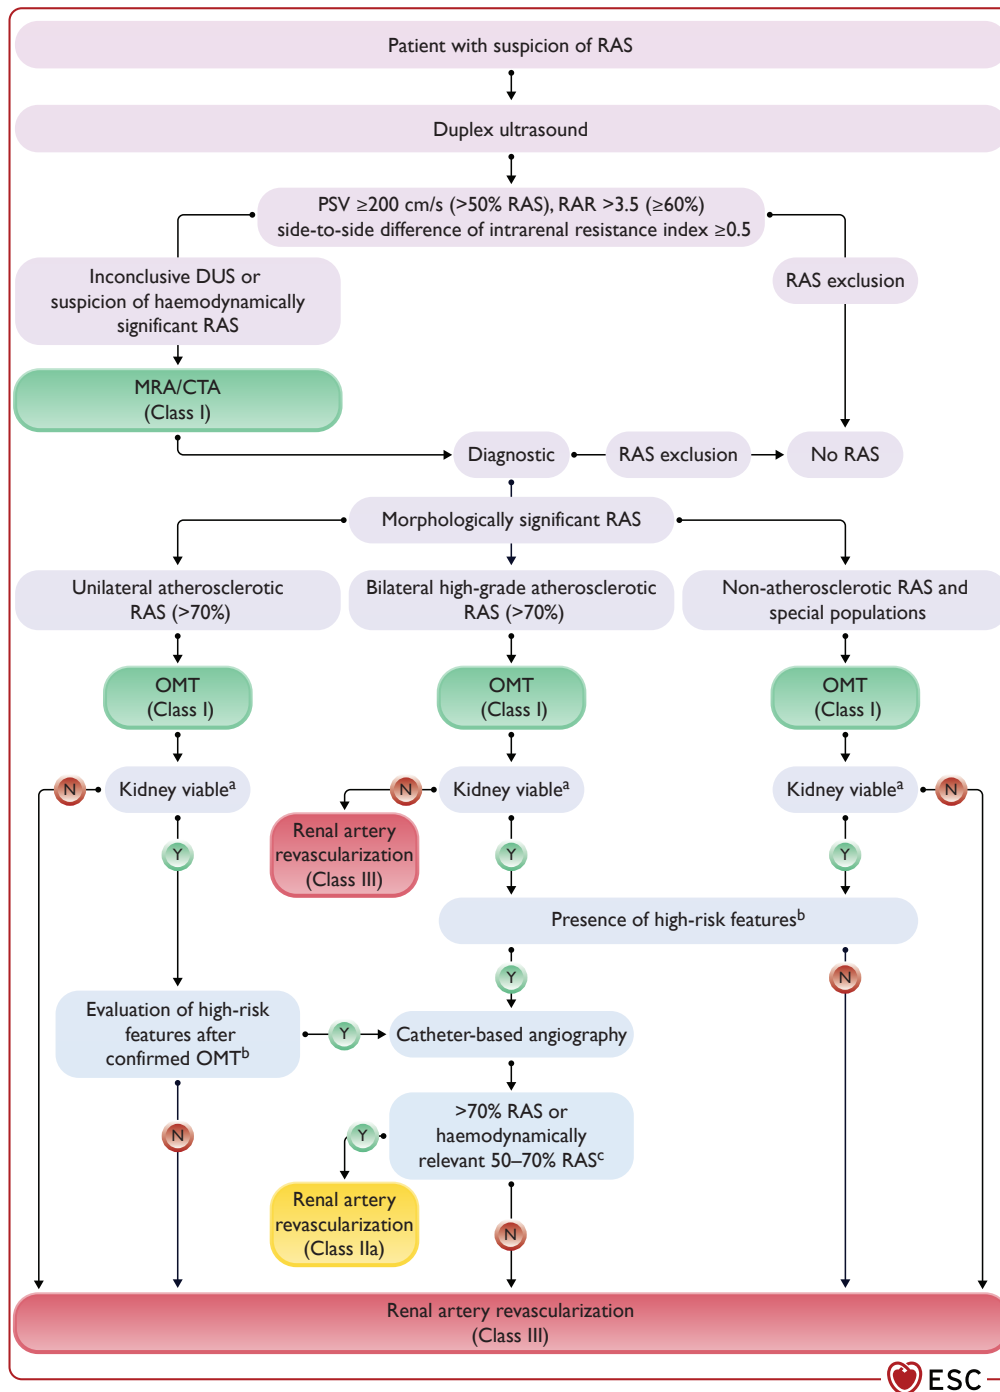 Patient with suspicion of RAS
Duplex ultrasound
PSV ≥200 cm/s (>50% RAS), RAR >3.5 (≥60%)
side-to-side difference of intrarenal resistance index ≥0.5
Inconclusive DUS or
suspicion of haemodynamically
significant RAS
RAS exclusion
MRA/CTA
(Class I)
Diagnostic
RAS exclusion
No RAS
Morphologically significant RAS
Unilateral atherosclerotic
RAS (>70%)
Bilateral high-grade atherosclerotic
RAS (>70%)
Non-atherosclerotic RAS and
special populations
OMT
(Class I)
OMT
(Class I)
OMT
(Class I)
N
Kidney viableᵃ
N
Kidney viableᵃ
Kidney viableᵃ
N
Renal artery
revascularization
(Class III)
Y
Y
Y
Presence of high-risk featuresᵇ
Y
N
Evaluation of high-risk
features after
confirmed OMTᵇ
Y
Catheter-based angiography
N
Y
>70% RAS or
haemodynamically
relevant 50–70% RASᶜ
Renal artery
revascularization
(Class IIa)
N
Renal artery revascularization
(Class III)
ESC